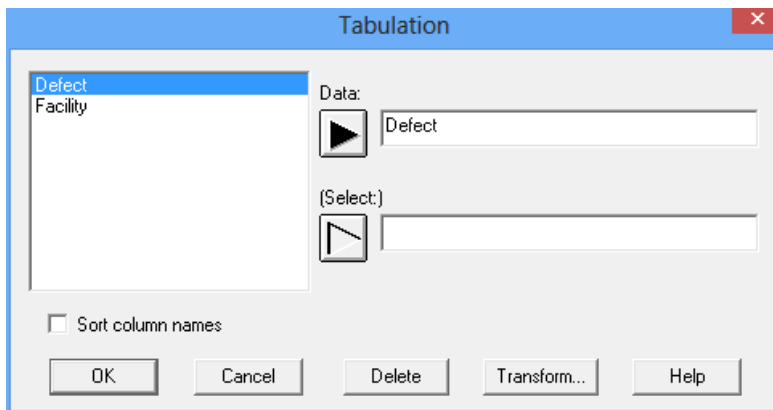 Tabulation
Defect
Facility
Data:
Defect
(Select:)
Sort column names
OK
Cancel
Delete
Transform...
Help